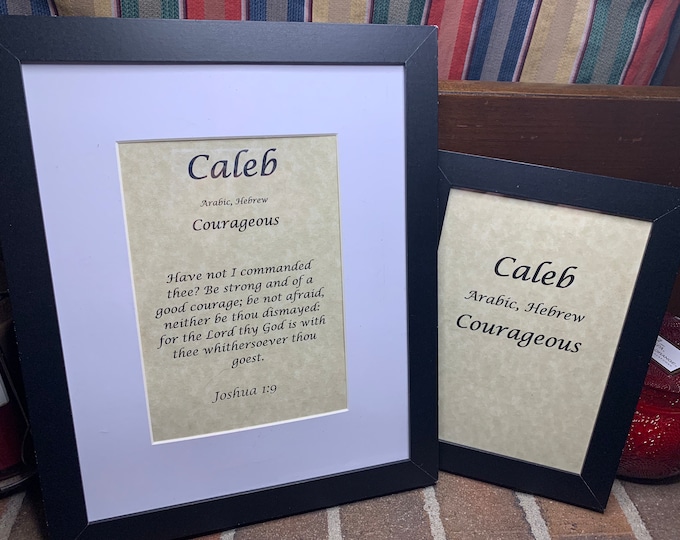 Caleb
Arabic, Hebrew
Courageous
Have not I commanded
thee? Be strong and of a
good courage; be not afraid,
neither be thou dismayed:
for the Lord thy God is with
thee whithersoever thou
goest.
Joshua 1:9
Caleb
Arabic, Hebrew
Courageous